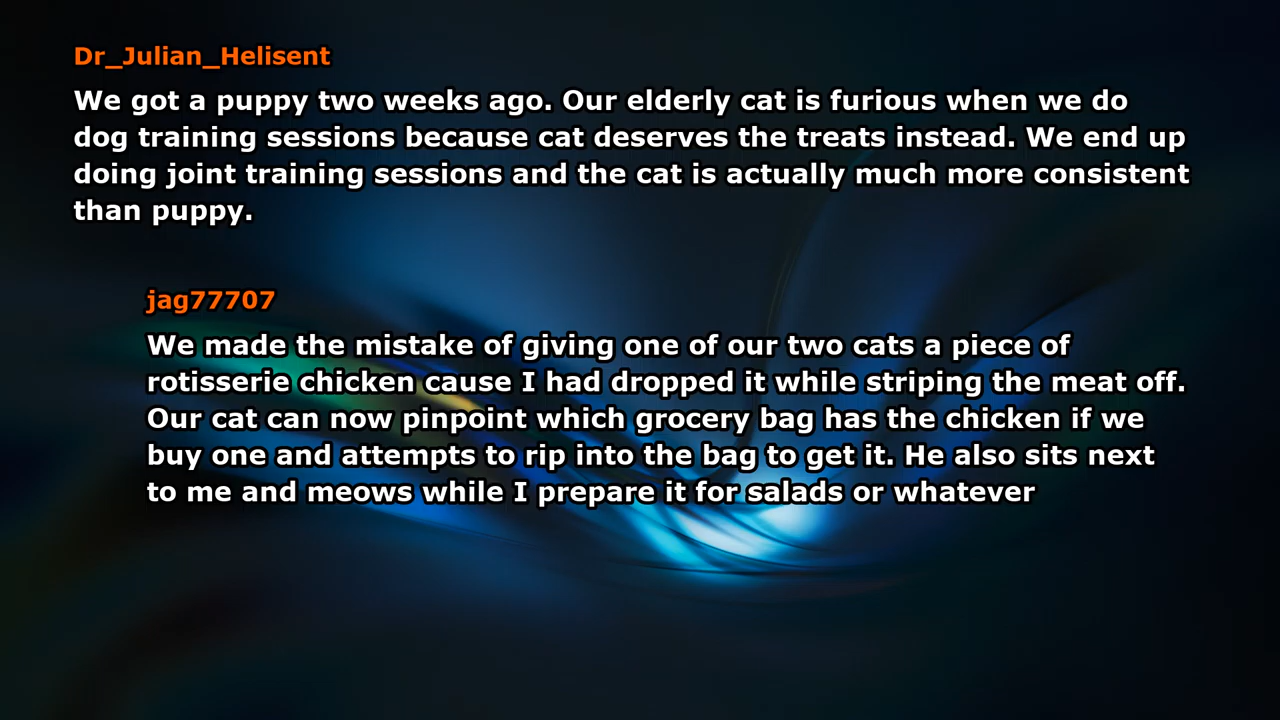 Dr_Julian_Helisent
We got a puppy two weeks ago. Our elderly cat is furious when we do
dog training sessions because cat deserves the treats instead. We end up
doing joint training sessions and the cat is actually much more consistent
than puppy.
jag77707
We made the mistake of giving one of our two cats a piece of
rotisserie chicken cause I had dropped it while striping the meat off.
Our cat can now pinpoint which grocery bag has the chicken if we
buy one and attempts to rip into the bag to get it. He also sits next
to me and meows while I prepare it for salads or whatever